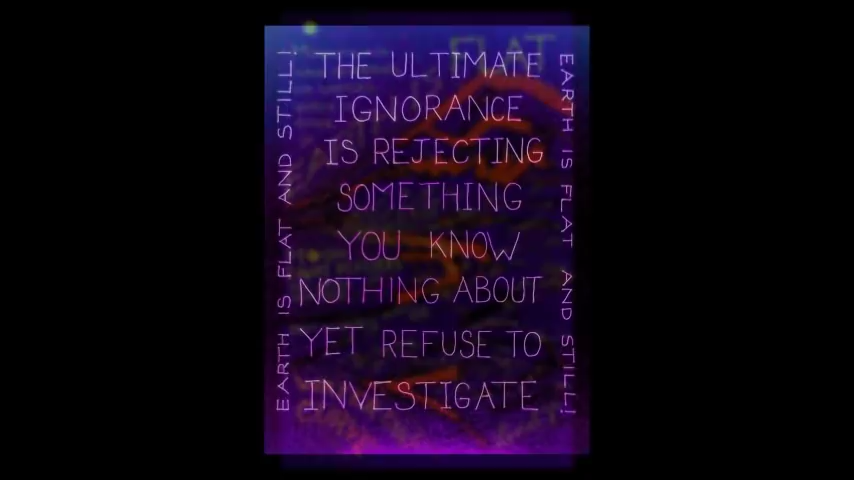 THE ULTIMATE
IGNORANCE
IS REJECTING
SOMETHING
YOU KNOW
NOTHING ABOUT
YET REFUSE TO
INVESTIGATE
EARTH IS FLAT AND STILL!
EARTH IS FLAT AND STILL!
FLAT